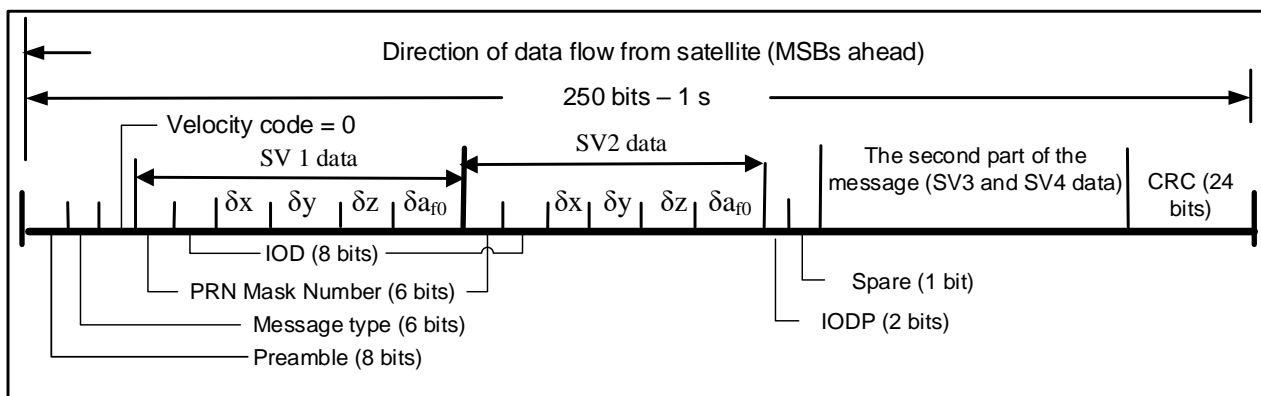 Direction of data flow from satellite (MSBs ahead)
250 bits – 1 s
Velocity code = 0
SV 1 data
SV2 data
The second part of the
message (SV3 and SV4 data)
CRC (24
bits)
δx δy δz δa_f0
δx δy δz δa_f0
IOD (8 bits)
PRN Mask Number (6 bits)
Spare (1 bit)
Message type (6 bits)
IODP (2 bits)
Preamble (8 bits)